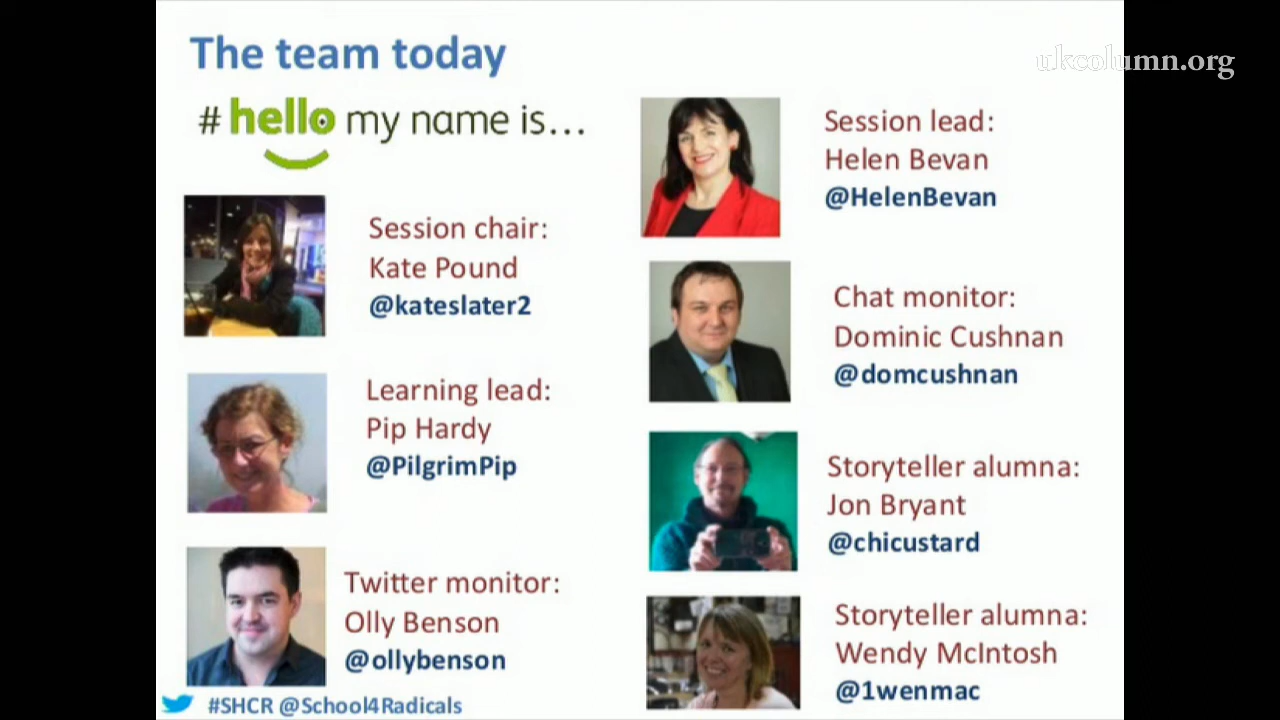 The team today
ukcolumn.org
#hello my name is...
Session chair:
Kate Pound
@kateslater2
Learning lead:
Pip Hardy
@PilgrimPip
Twitter monitor:
Olly Benson
@ollybenson
Session lead:
Helen Bevan
@HelenBevan
Chat monitor:
Dominic Cushnan
@domcushnan
Storyteller alumna:
Jon Bryant
@chicustard
Storyteller alumna:
Wendy McIntosh
@1wenmac
#SHCR @School4Radicals